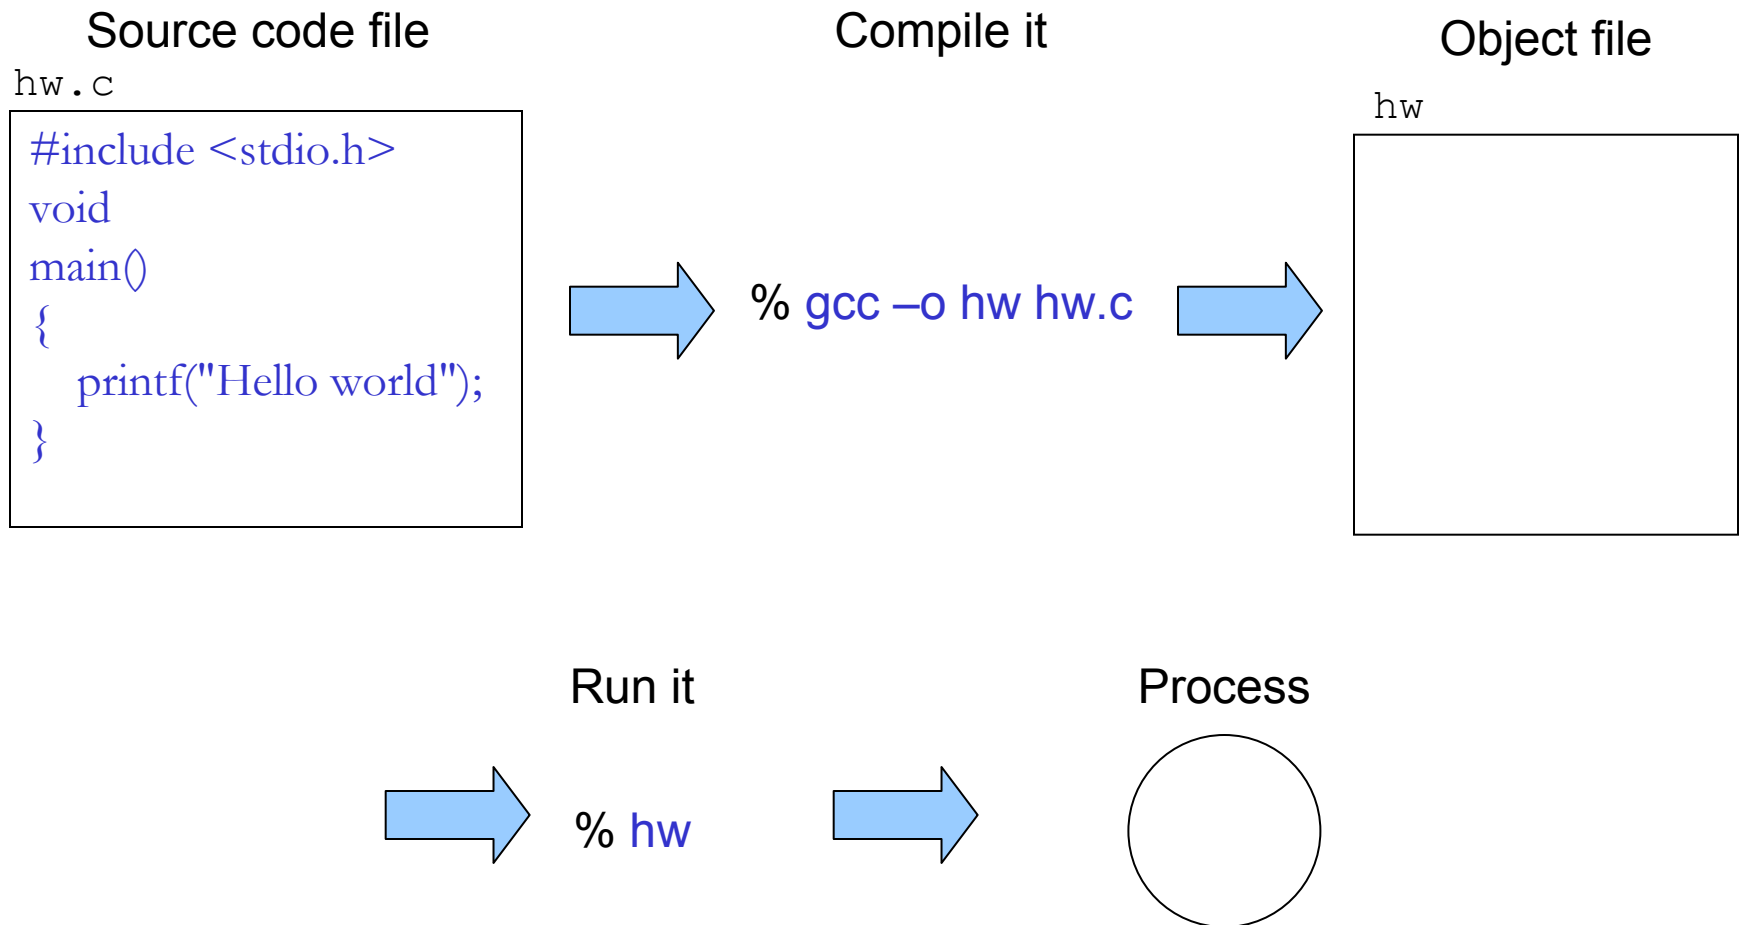 Source code file
hw.c
#include <stdio.h>
void
main()
{
printf("Hello world");
}
Compile it
% gcc –o hw hw.c
Object file
hw
Run it
% hw
Process